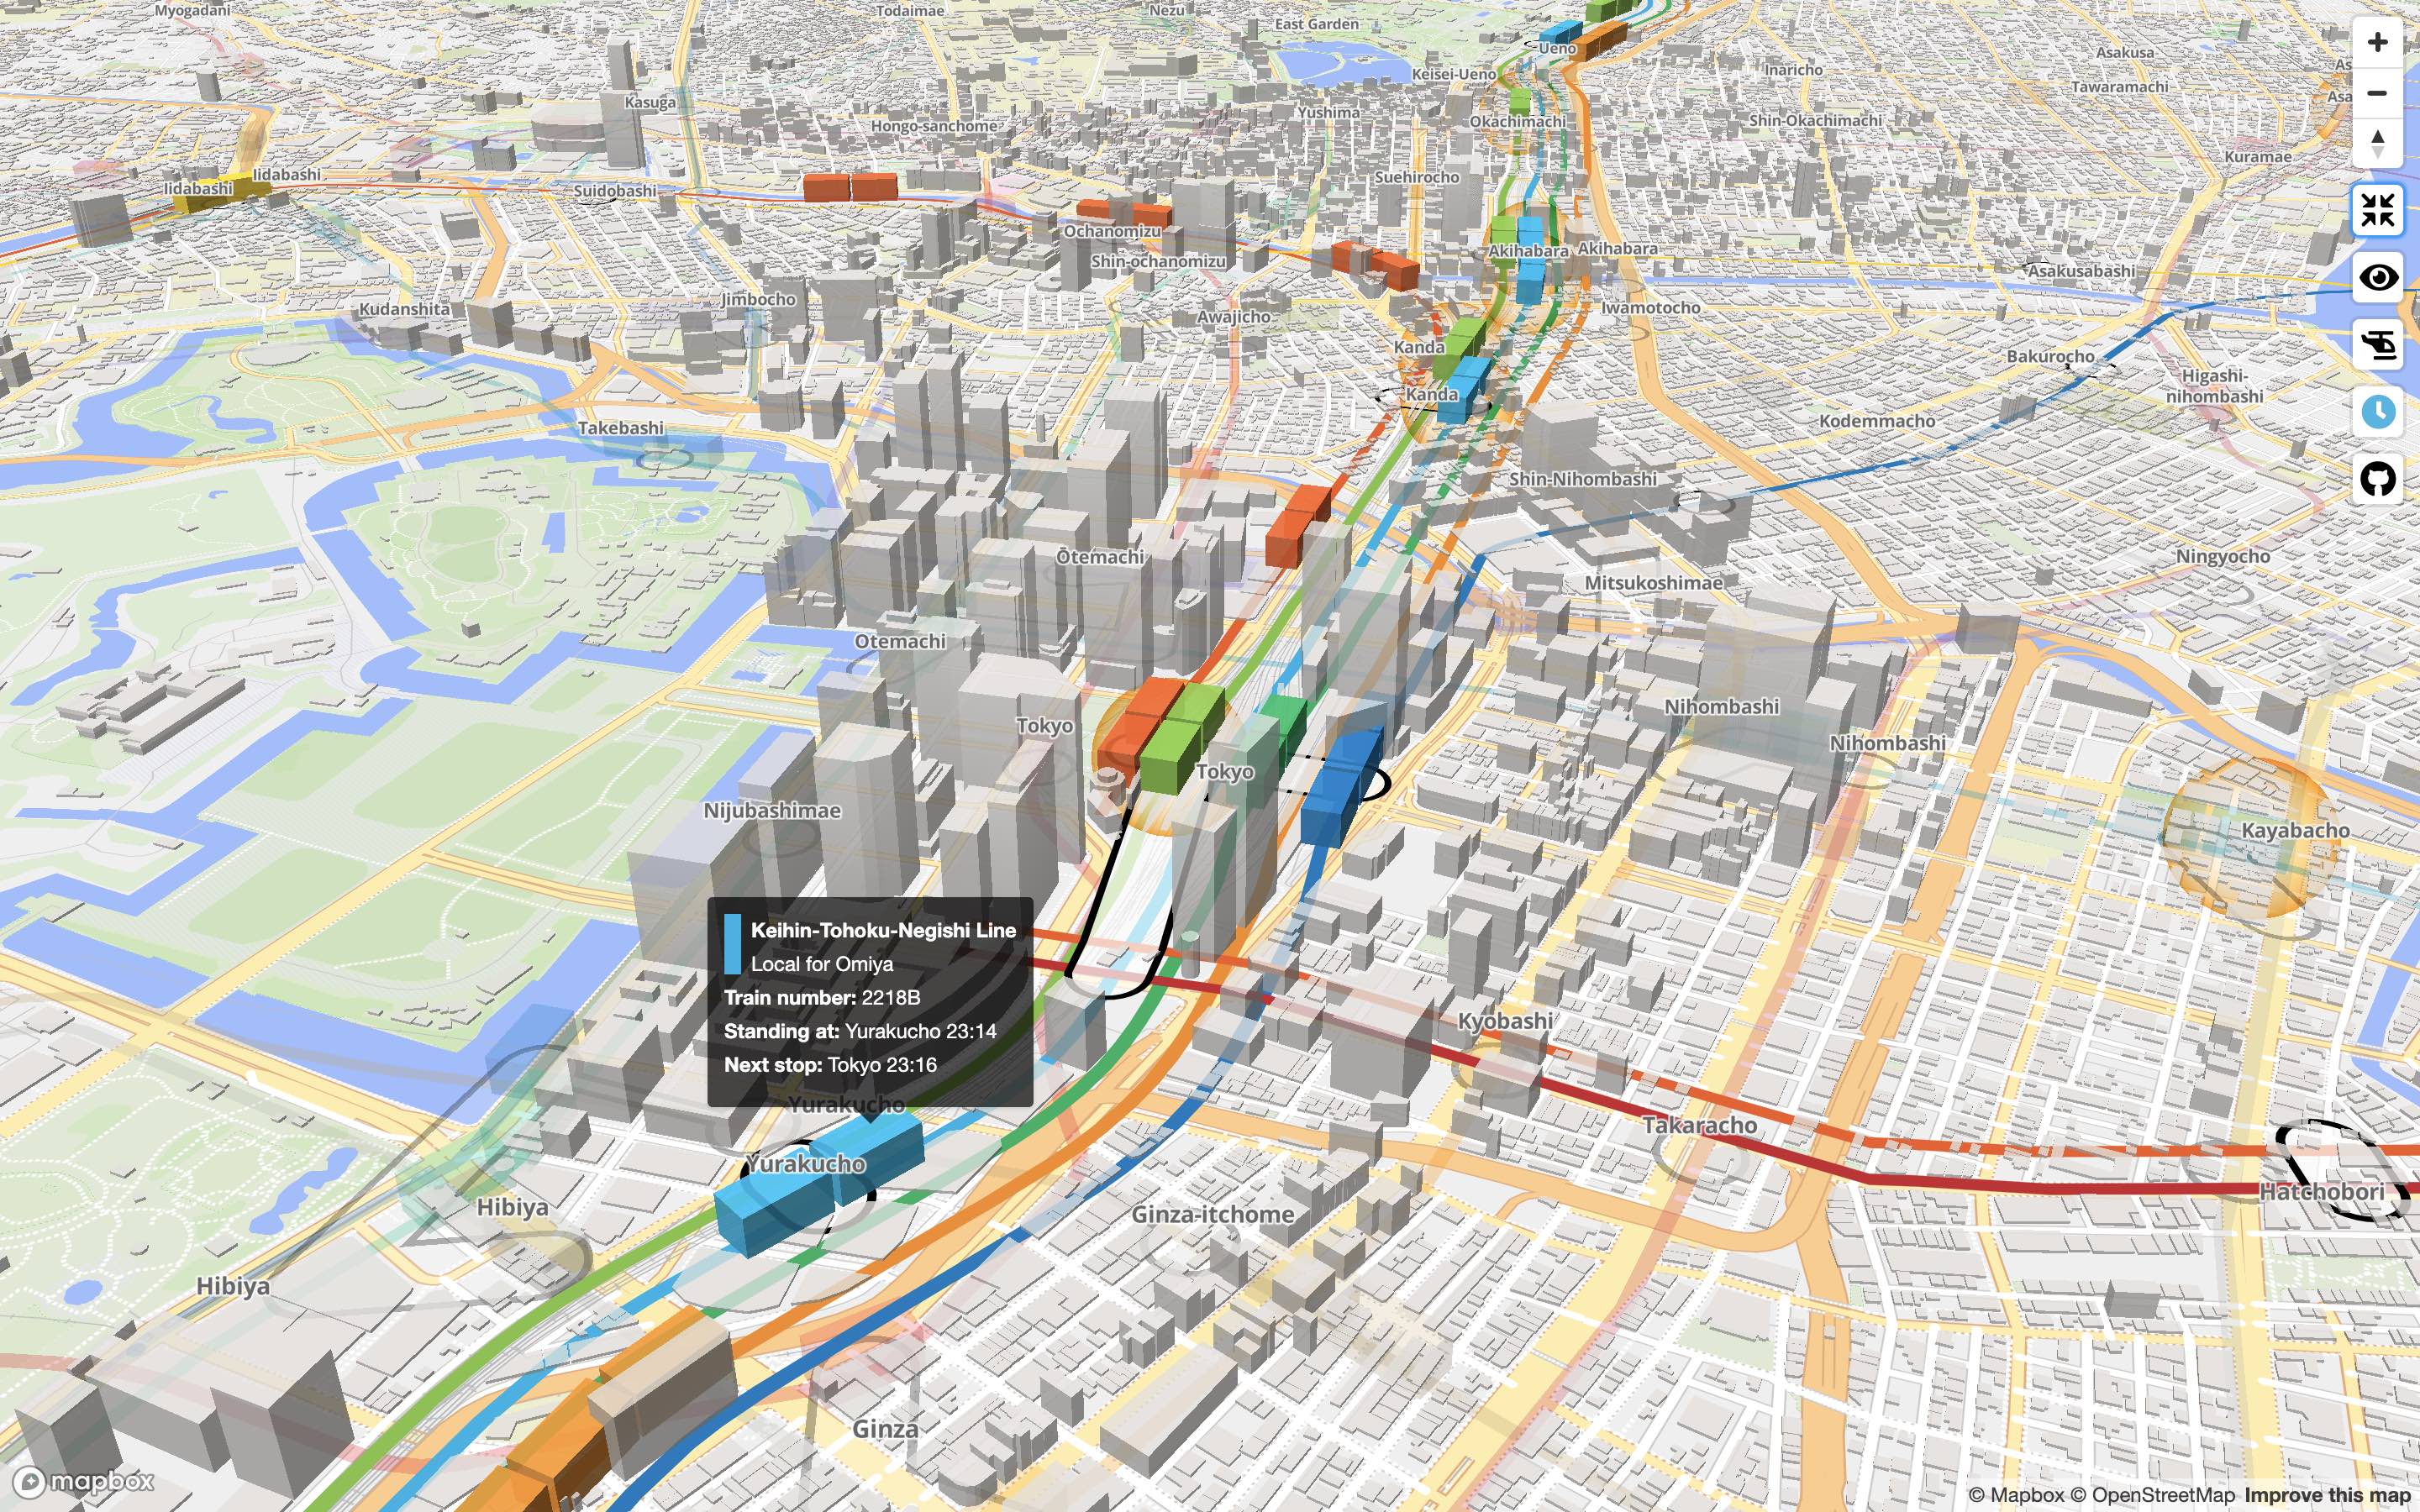 Myogadani
Todaimae
Nezu
East Garden
Ueno
Asakusa
Keisei-Ueno
Inaricho
Tawaramachi
Kasuga
Hongo-sanchome
Yushima
Okachimachi
Shin-Okachimachi
Kuramae
Iidabashi
Iidabashi
Suidobashi
Suehirocho
Ochanomizu
Shin-ochanomizu
Akihabara
Akihabara
Asakusabashi
Kudanshita
Jimbocho
Awajicho
Iwamotocho
Kanda
Bakurocho
Higashi-
nihombashi
Kanda
Takebashi
Kodemmacho
Shin-Nihombashi
Ōtemachi
Mitsukoshimae
Ningyocho
Otemachi
Nihombashi
Tokyo
Nihombashi
Tokyo
Nijubashimae
Kayabacho
Keihin-Tohoku-Negishi Line
Local for Omiya
Train number: 2218B
Standing at: Yurakucho 23:14
Next stop: Tokyo 23:16
Kyobashi
Yurakucho
Takaracho
Yurakucho
Hatchobori
Hibiya
Ginza-itchome
Hibiya
Ginza
mapbox
© Mapbox © OpenStreetMap Improve this map